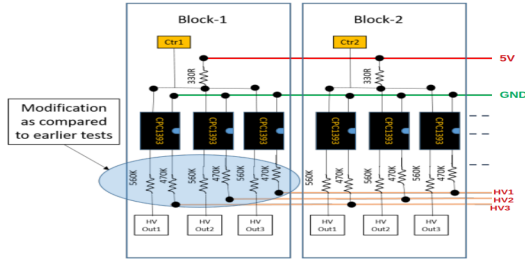 Block-1
Block-2
Ctr1
Ctr2
5V
330R
330R
GND
Modification
as compared
to earlier tests
CPC1393
CPC1393
CPC1393
CPC1393
CPC1393
CPC1393
560K
470K
560K
470K
560K
470K
560K
560K
470K
560K
470K
HV1
HV2
HV3
HV
Out1
HV
Out2
HV
Out3
HV
Out1
HV
Out2
HV
Out3